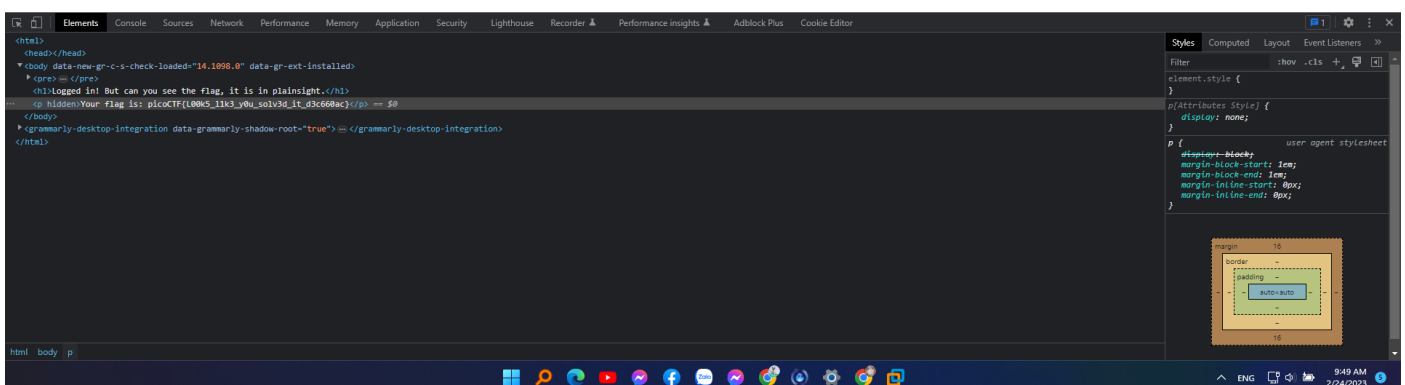 Elements Console Sources Network Performance Memory Application Security Lighthouse Recorder Performance insights Adblock Plus Cookie Editor 1
<html>
<head></head>
<body data-new-gr-c-s-check-loaded="14.1098.0" data-gr-ext-installed>
<pre>…</pre>
<h1>Logged in! But can you see the flag, it is in plainsight.</h1>
<p hidden>Your flag is: picoCTF{L00k5_l1k3_y0u_solv3d_it_d3c660ac}</p> == $0
</body>
<grammarly-desktop-integration data-grammarly-shadow-root="true">…</grammarly-desktop-integration>
</html>
html body p
Styles Computed Layout Event Listeners »
Filter :hov .cls +
element.style {
}
p[Attributes Style] {
display: none;
}
p { user agent stylesheet
display: block;
margin-block-start: 1em;
margin-block-end: 1em;
margin-inline-start: 0px;
margin-inline-end: 0px;
}
margin 16
border –
padding –
– – – auto×auto – – –
–
–
16
Zalo
ENG 9:49 AM 5
2/24/2023